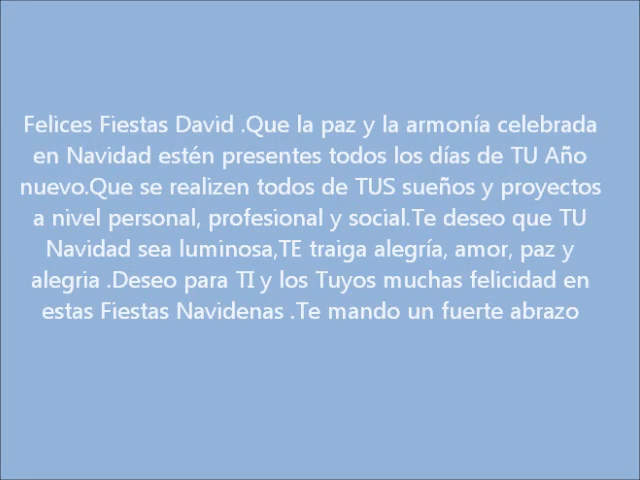 Felices Fiestas David .Que la paz y la armonía celebrada
en Navidad estén presentes todos los días de TU Año
nuevo.Que se realizen todos de TUS sueños y proyectos
a nivel personal, profesional y social.Te deseo que TU
Navidad sea luminosa,TE traiga alegría, amor, paz y
alegria .Deseo para TI y los Tuyos muchas felicidad en
estas Fiestas Navidenas .Te mando un fuerte abrazo